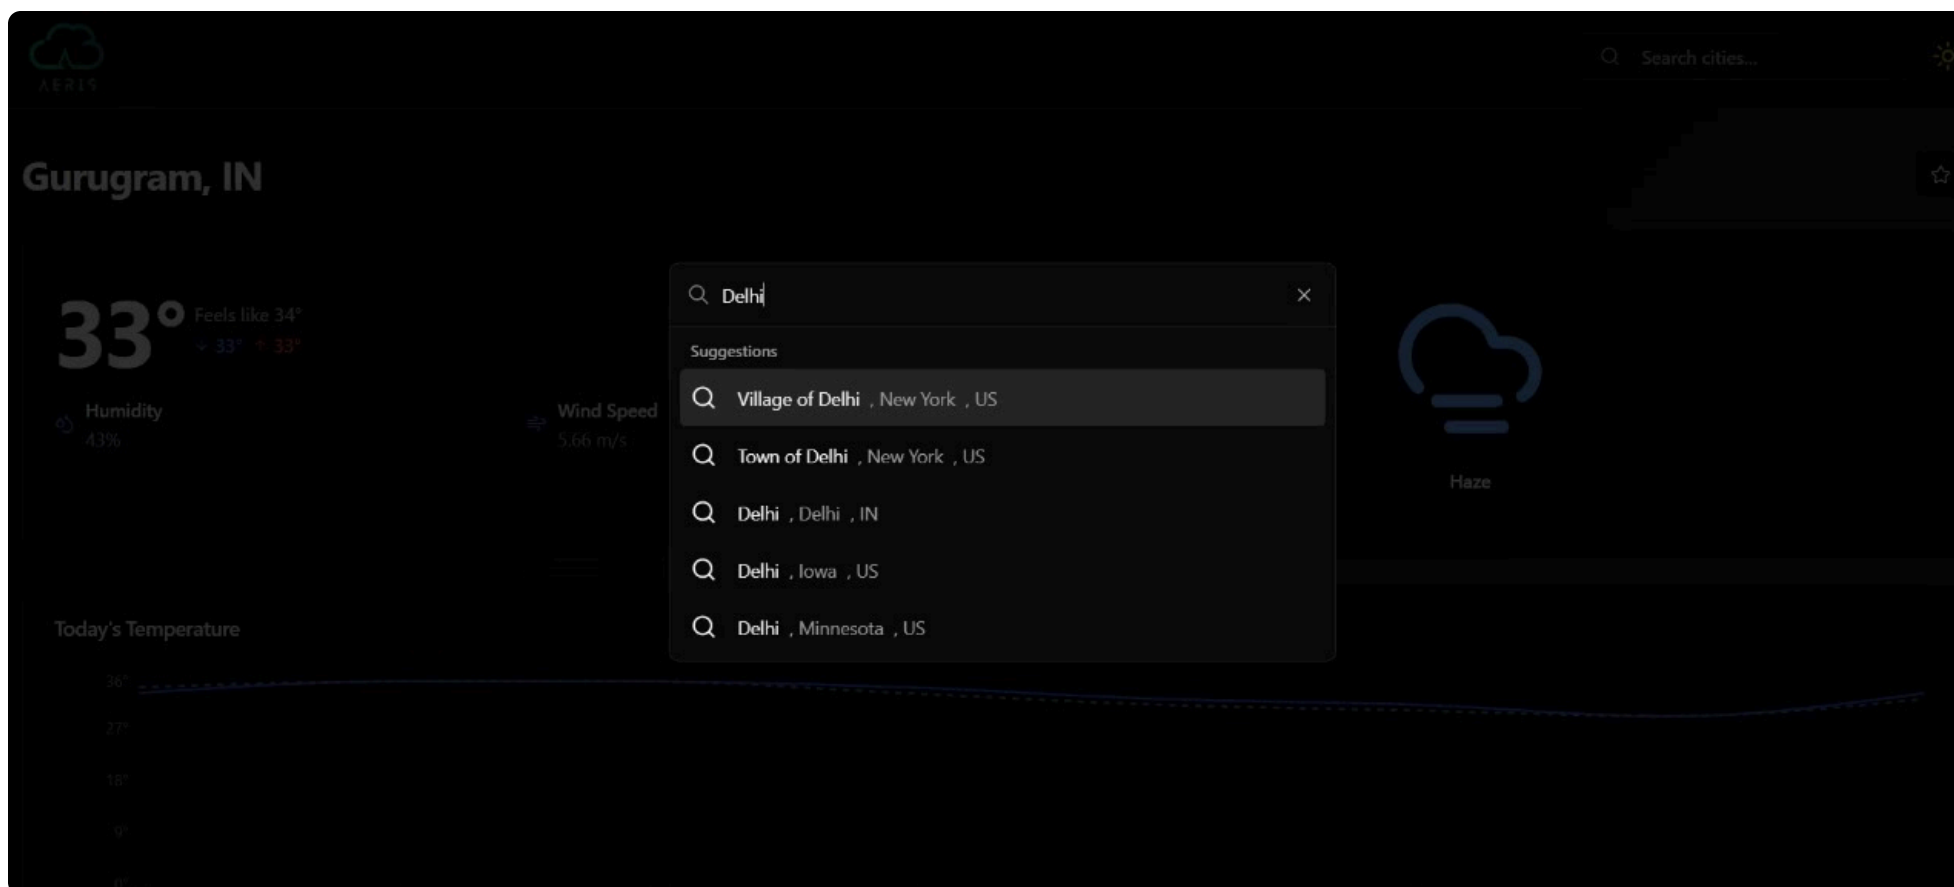 AERIS
Search cities...
Gurugram, IN
33°
Feels like 34°
↓ 33° ↑ 33°
Humidity
43%
Wind Speed
5.66 m/s
Delhi
Suggestions
Village of Delhi , New York , US
Town of Delhi , New York , US
Delhi , Delhi , IN
Delhi , Iowa , US
Delhi , Minnesota , US
Haze
Today's Temperature
36°
27°
18°
9°
0°